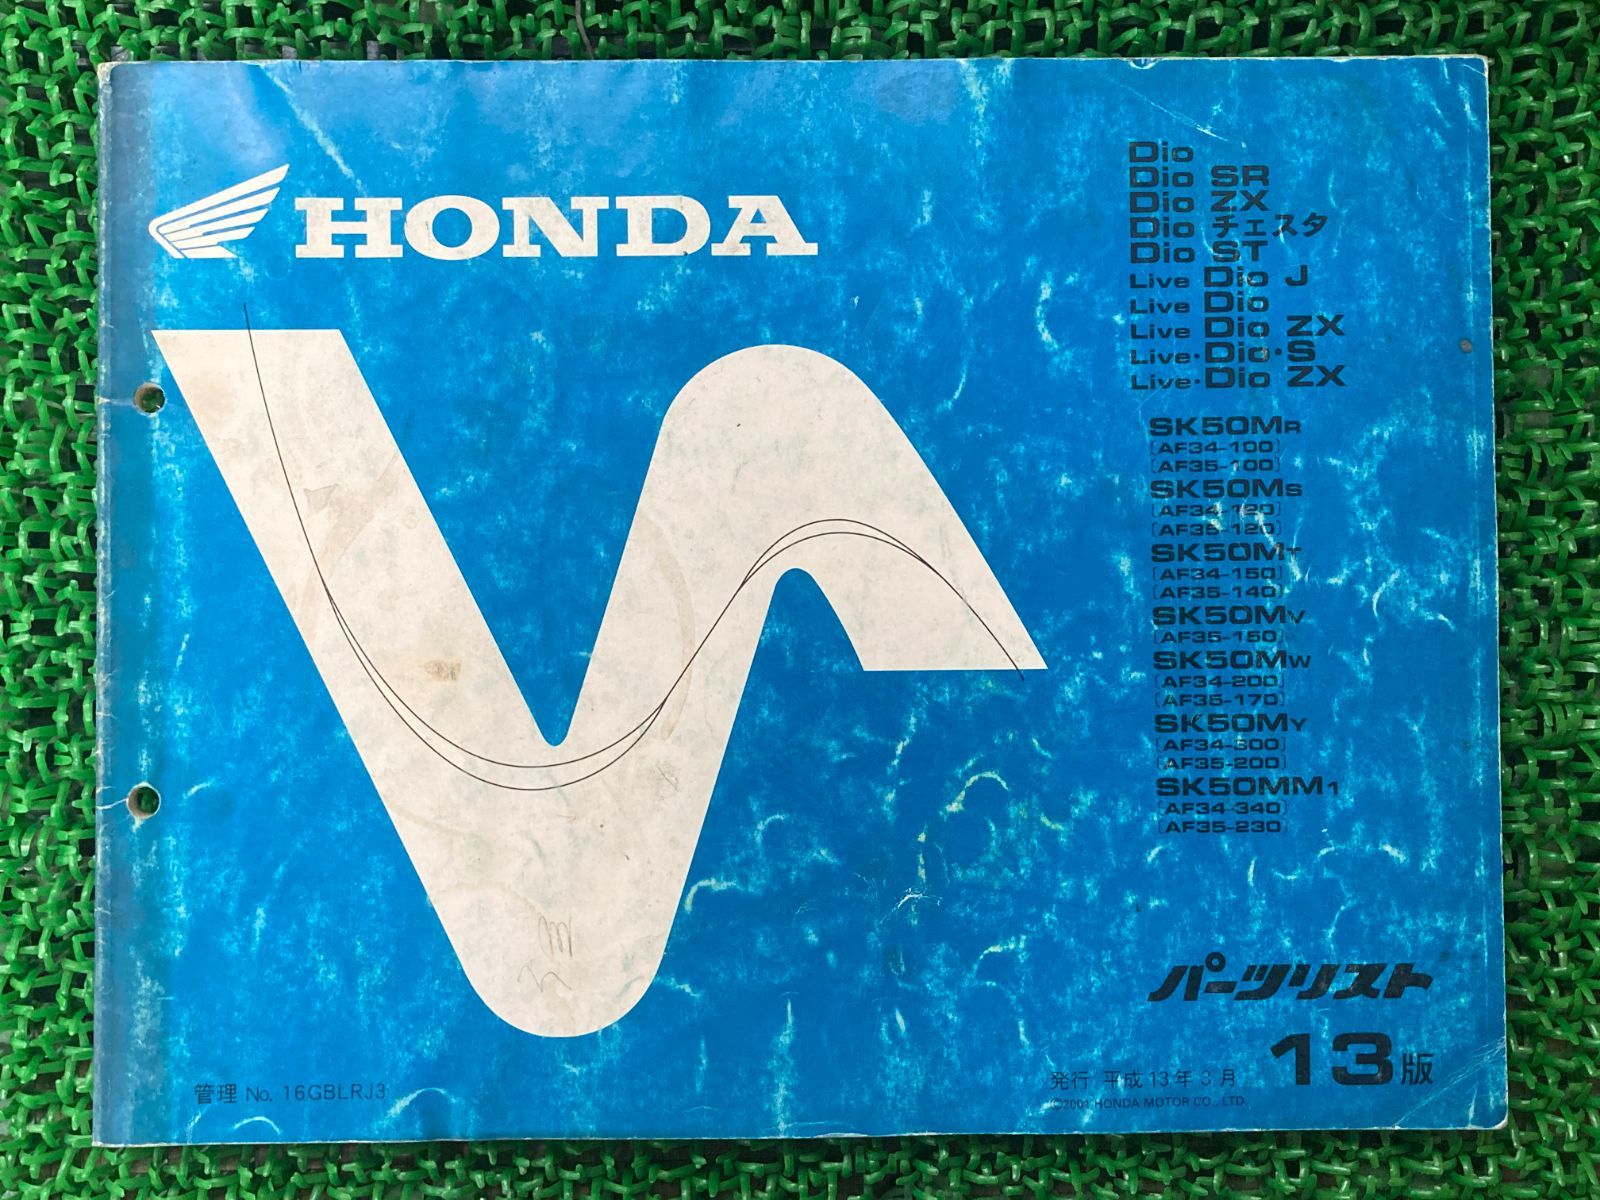 HONDA
Dio
Dio SR
Dio ZX
Dio チェスタ
Dio ST
Live Dio J
Live Dio
Live Dio ZX
Live・Dio・S
Live・Dio ZX
SK50MR
〔AF34-100〕
〔AF35-100〕
SK50MS
〔AF34-120〕
〔AF35-120〕
SK50MT
〔AF34-150〕
〔AF35-140〕
SK50MV
〔AF35-150〕
SK50MW
〔AF34-200〕
〔AF35-170〕
SK50MY
〔AF34-300〕
〔AF35-200〕
SK50MM1
〔AF34-340〕
〔AF35-230〕
パーツリスト
13版
発行 平成13年3月
©2001 HONDA MOTOR CO., LTD.
管理 No. 16GBLRJ3